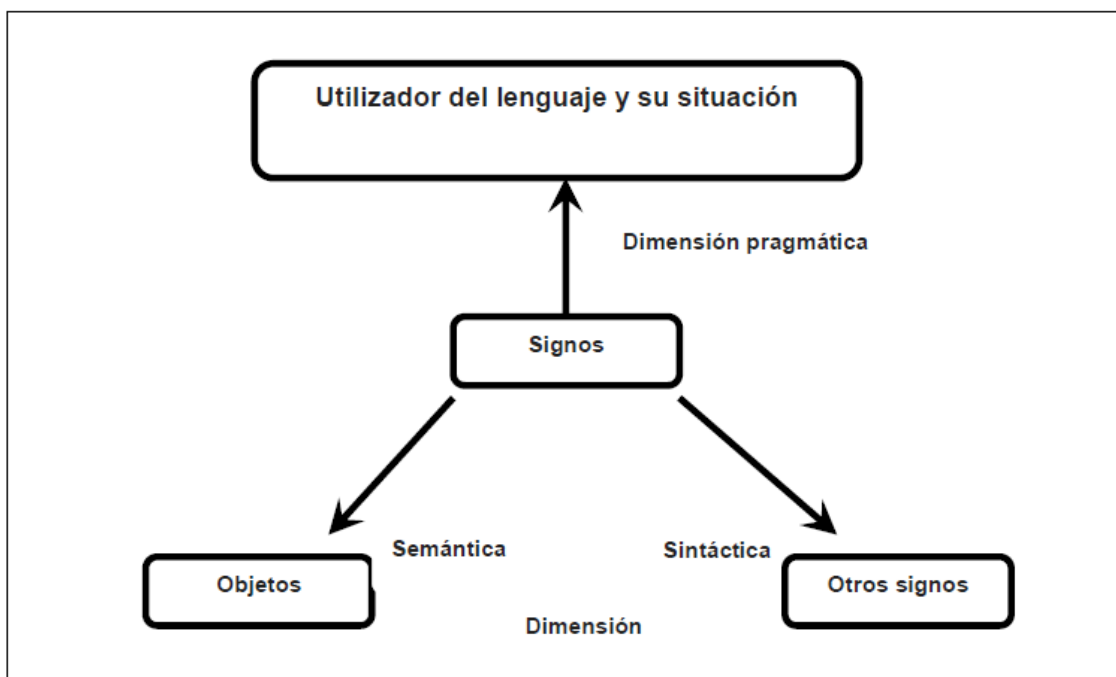 Utilizador del lenguaje y su situación
Dimensión pragmática
Signos
Semántica
Sintáctica
Objetos
Otros signos
Dimensión